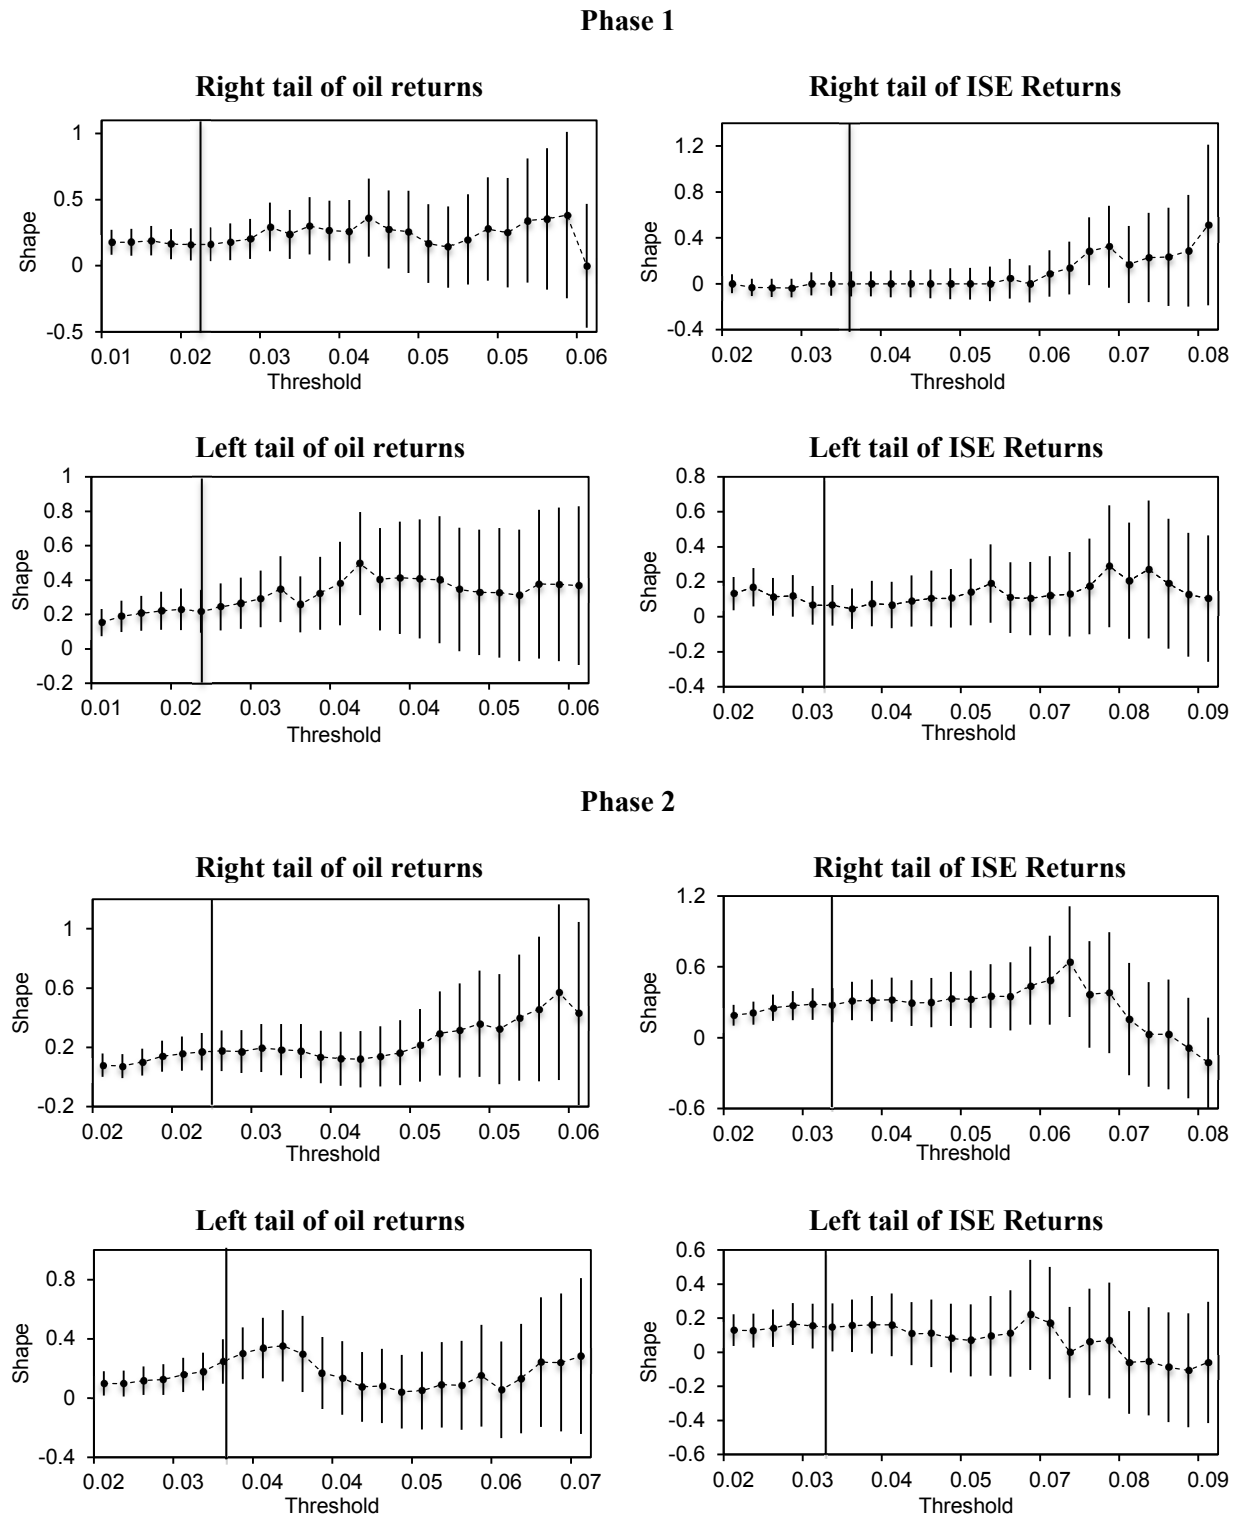 Phase 1
Right tail of oil returns
1
0.5
0
-0.5
Shape
0.01 0.02 0.03 0.04 0.05 0.05 0.06
Threshold
Right tail of ISE Returns
1.2
0.8
0.4
0
-0.4
Shape
0.02 0.03 0.04 0.05 0.06 0.07 0.08
Threshold
Left tail of oil returns
1
0.8
0.6
0.4
0.2
0
-0.2
Shape
0.01 0.02 0.03 0.04 0.04 0.05 0.06
Threshold
Left tail of ISE Returns
0.8
0.6
0.4
0.2
0
-0.2
-0.4
Shape
0.02 0.03 0.04 0.05 0.07 0.08 0.09
Threshold
Phase 2
Right tail of oil returns
1
0.6
0.2
-0.2
Shape
0.02 0.02 0.03 0.04 0.05 0.05 0.06
Threshold
Right tail of ISE Returns
1.2
0.6
0
-0.6
Shape
0.02 0.03 0.04 0.05 0.06 0.07 0.08
Threshold
Left tail of oil returns
0.8
0.4
0
-0.4
Shape
0.02 0.03 0.04 0.04 0.05 0.06 0.07
Threshold
Left tail of ISE Returns
0.6
0.4
0.2
0
-0.2
-0.4
-0.6
Shape
0.02 0.03 0.04 0.05 0.07 0.08 0.09
Threshold